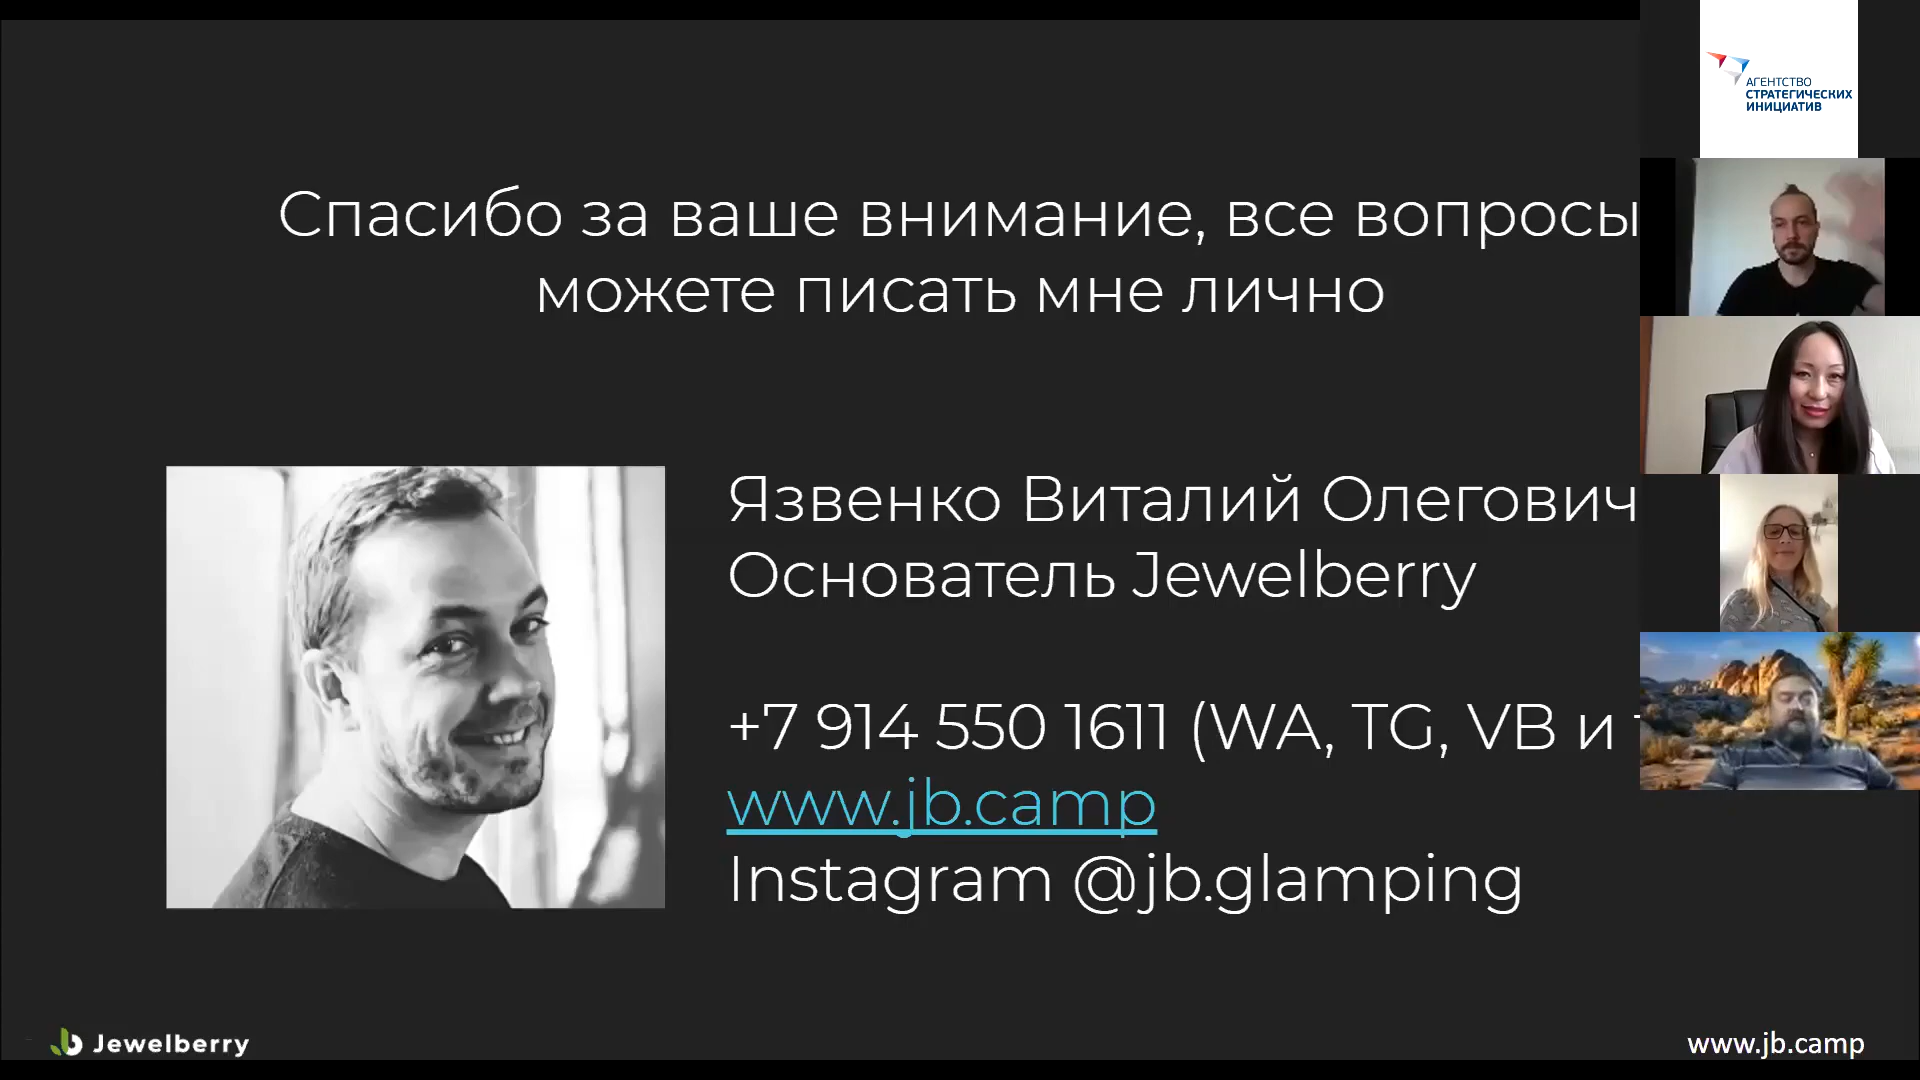 Спасибо за ваше внимание, все вопросы
можете писать мне лично
Язвенко Виталий Олегович
Основатель Jewelberry
+7 914 550 1611 (WA, TG, VB и
www.jb.camp
Instagram @jb.glamping
Jewelberry
www.jb.camp
АГЕНТСТВО
СТРАТЕГИЧЕСКИХ
ИНИЦИАТИВ